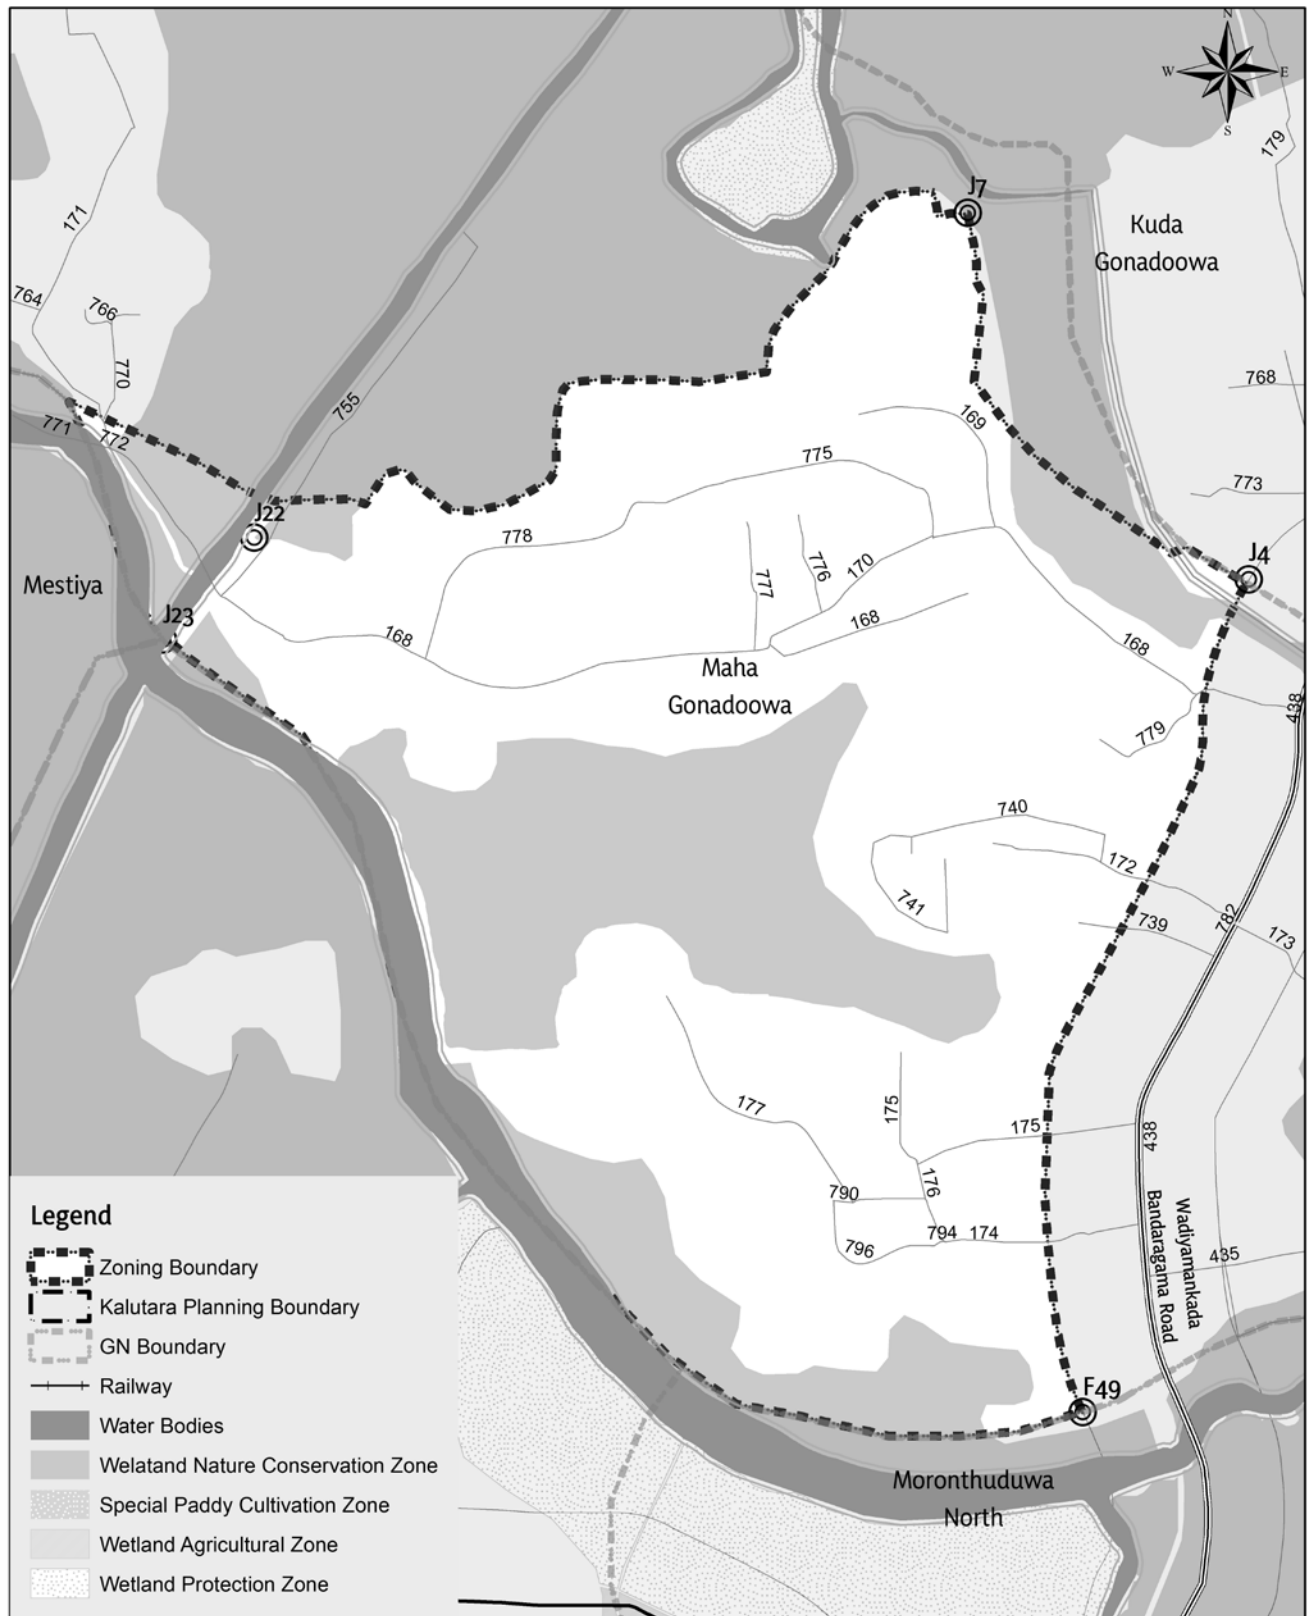 N
W
E
S
179
J7
171
Kuda
Gonadoowa
764
766
770
768
755
169
771
772
775
773
J22
778
J4
Mestiya
777
776
170
J23
168
168
168
Maha
Gonadoowa
438
779
740
172
741
739
782
173
177
175
175
438
176
790
794
174
796
435
Wadiyamankada
Bandaragama Road
F49
Moronthuduwa
North
Legend
Zoning Boundary
Kalutara Planning Boundary
GN Boundary
Railway
Water Bodies
Welatand Nature Conservation Zone
Special Paddy Cultivation Zone
Wetland Agricultural Zone
Wetland Protection Zone